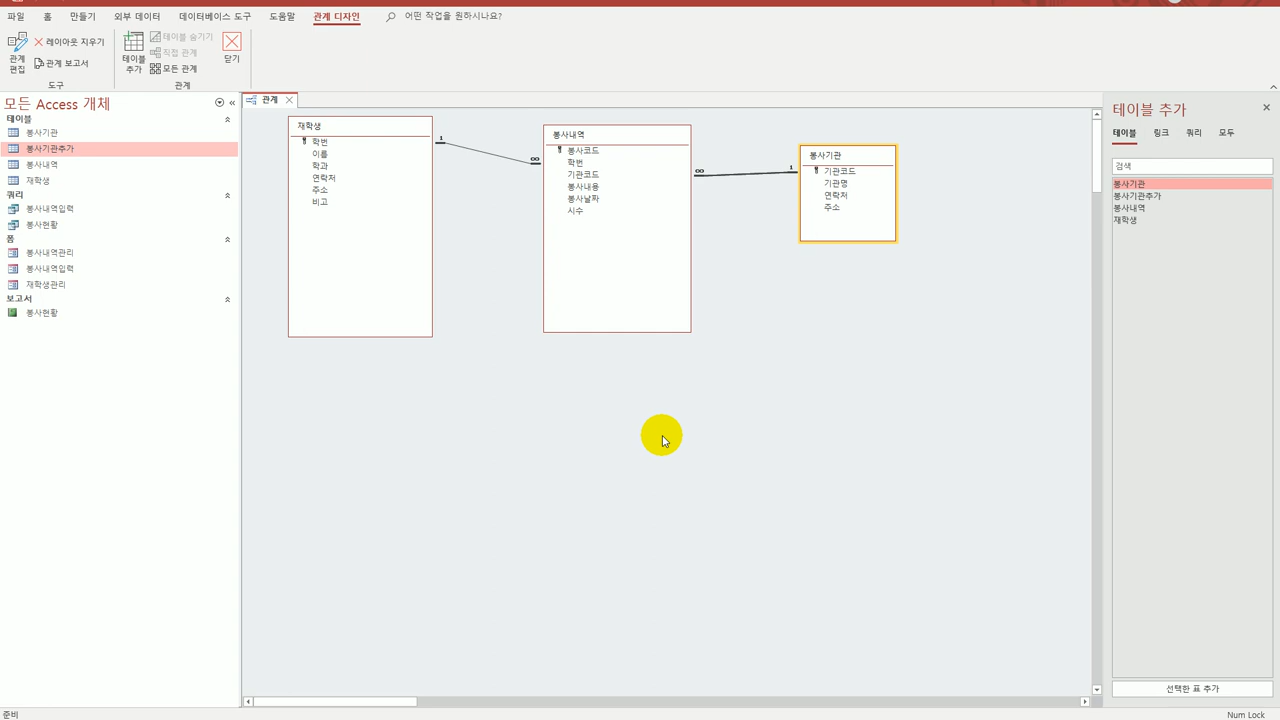 파일 홈 만들기 외부 데이터 데이터베이스 도구 도움말 관계 디자인 어떤 작업을 원하시나요?
관계 편집
레이아웃 지우기
관계 보고서
도구
테이블 추가
테이블 숨기기
직접 관계
모든 관계
닫기
관계
모든 Access 개체
테이블
봉사기관
봉사기관추가
봉사내역
재학생
쿼리
봉사내역입력
봉사현황
폼
봉사내역관리
봉사내역입력
재학생관리
보고서
봉사현황
관계
재학생
학번
이름
학과
연락처
주소
비고
1
∞
봉사내역
봉사코드
학번
기관코드
봉사내용
봉사날짜
시수
∞
1
봉사기관
기관코드
기관명
연락처
주소
테이블 추가
테이블 링크 쿼리 모두
검색
봉사기관
봉사기관추가
봉사내역
재학생
선택한 표 추가
준비
Num Lock